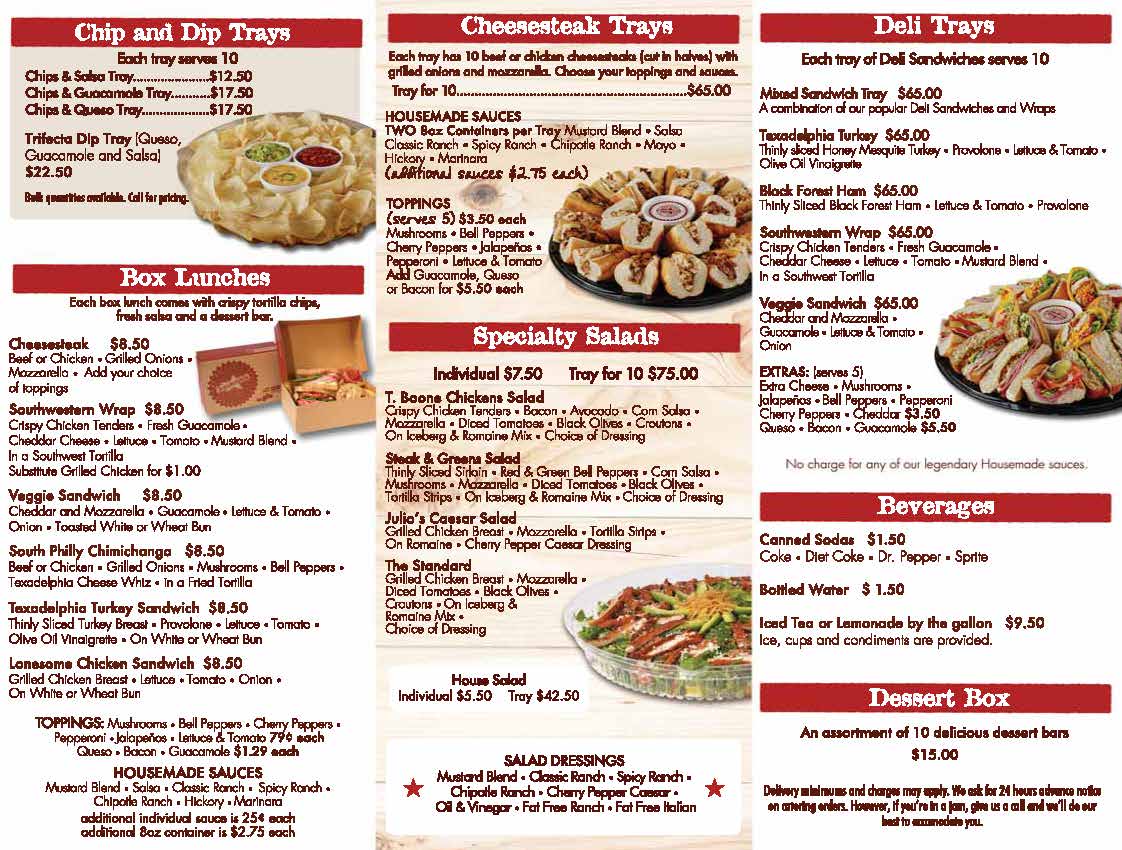 Chip and Dip Trays
Each tray serves 10
Chips & Salsa Tray.......................$12.50
Chips & Guacamole Tray............$17.50
Chips & Queso Tray.....................$17.50
Trifecta Dip Tray (Queso,
Guacamole and Salsa)
$22.50
Bulk quantities available. Call for pricing.
Box Lunches
Each box lunch comes with crispy tortilla chips,
fresh salsa and a dessert bar.
Cheesesteak $8.50
Beef or Chicken • Grilled Onions •
Mozzarella • Add your choice
of toppings
Southwestern Wrap $8.50
Crispy Chicken Tenders • Fresh Guacamole •
Cheddar Cheese • Lettuce • Tomato • Mustard Blend •
In a Southwest Tortilla
Substitute Grilled Chicken for $1.00
Veggie Sandwich $8.50
Cheddar and Mozzarella • Guacamole • Lettuce & Tomato •
Onion • Toasted White or Wheat Bun
South Philly Chimichanga $8.50
Beef or Chicken • Grilled Onions • Mushrooms • Bell Peppers •
Texadelphia Cheese Whiz • In a Fried Tortilla
Texadelphia Turkey Sandwich $8.50
Thinly Sliced Turkey Breast • Provolone • Lettuce • Tomato •
Olive Oil Vinaigrette • On White or Wheat Bun
Lonesome Chicken Sandwich $8.50
Grilled Chicken Breast • Lettuce • Tomato • Onion •
On White or Wheat Bun
TOPPINGS: Mushrooms • Bell Peppers • Cherry Peppers •
Pepperoni • Jalapeños • Lettuce & Tomato 79¢ each
Queso • Bacon • Guacamole $1.29 each
HOUSEMADE SAUCES
Mustard Blend • Salsa • Classic Ranch • Spicy Ranch •
Chipotle Ranch • Hickory • Marinara
additional individual sauce is 25¢ each
additional 8oz container is $2.75 each
Cheesesteak Trays
Each tray has 10 beef or chicken cheesesteaks (cut in halves) with
grilled onions and mozzarella. Choose your toppings and sauces.
Tray for 10................................................................$65.00
HOUSEMADE SAUCES
TWO 8oz Containers per Tray Mustard Blend • Salsa
Classic Ranch • Spicy Ranch • Chipotle Ranch • Mayo •
Hickory • Marinara
(additional sauces $2.75 each)
TOPPINGS
(serves 5) $3.50 each
Mushrooms • Bell Peppers •
Cherry Peppers • Jalapeños •
Pepperoni • Lettuce & Tomato
Add Guacamole, Queso
or Bacon for $5.50 each
Specialty Salads
Individual $7.50 Tray for 10 $75.00
T. Boone Chickens Salad
Crispy Chicken Tenders • Bacon • Avocado • Corn Salsa •
Mozzarella • Diced Tomatoes • Black Olives • Croutons •
On Iceberg & Romaine Mix • Choice of Dressing
Steak & Greens Salad
Thinly Sliced Sirloin • Red & Green Bell Peppers • Corn Salsa •
Mushrooms • Mozzarella • Diced Tomatoes • Black Olives •
Tortilla Strips • On Iceberg & Romaine Mix • Choice of Dressing
Julie's Caesar Salad
Grilled Chicken Breast • Mozzarella • Tortilla Strips •
On Romaine • Cherry Pepper Caesar Dressing
The Standard
Grilled Chicken Breast • Mozzarella •
Diced Tomatoes • Black Olives •
Croutons • On Iceberg &
Romaine Mix •
Choice of Dressing
House Salad
Individual $5.50 Tray $42.50
SALAD DRESSINGS
Mustard Blend • Classic Ranch • Spicy Ranch •
Chipotle Ranch • Cherry Pepper Caesar •
Oil & Vinegar • Fat Free Ranch • Fat Free Italian
Deli Trays
Each tray of Deli Sandwiches serves 10
Mixed Sandwich Tray $65.00
A combination of our popular Deli Sandwiches and Wraps
Texadelphia Turkey $65.00
Thinly sliced Honey Mesquite Turkey • Provolone • Lettuce & Tomato •
Olive Oil Vinaigrette
Black Forest Ham $65.00
Thinly Sliced Black Forest Ham • Lettuce & Tomato • Provolone
Southwestern Wrap $65.00
Crispy Chicken Tenders • Fresh Guacamole •
Cheddar Cheese • Lettuce • Tomato • Mustard Blend •
In a Southwest Tortilla
Veggie Sandwich $65.00
Cheddar and Mozzarella •
Guacamole • Lettuce & Tomato •
Onion
EXTRAS: (serves 5)
Extra Cheese • Mushrooms •
Jalapeños • Bell Peppers • Pepperoni
Cherry Peppers • Cheddar $3.50
Queso • Bacon • Guacamole $5.50
No charge for any of our legendary Housemade sauces.
Beverages
Canned Sodas $1.50
Coke • Diet Coke • Dr. Pepper • Sprite
Bottled Water $ 1.50
Iced Tea or Lemonade by the gallon $9.50
Ice, cups and condiments are provided.
Dessert Box
An assortment of 10 delicious dessert bars
$15.00
Delivery minimums and charges may apply. We ask for 24 hours advance notice
on catering orders. However, if you're in a jam, give us a call and we'll do our
best to accomodate you.